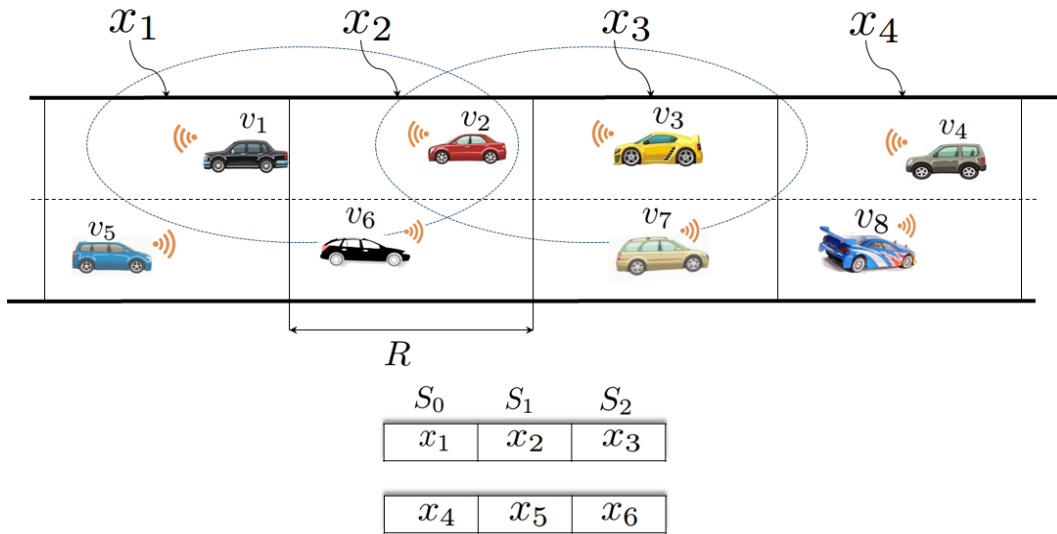 x₁ x₂ x₃ x₄
v₁ v₂ v₃ v₄
v₅ v₆ v₇ v₈
R
S₀ S₁ S₂
x₁ x₂ x₃
x₄ x₅ x₆